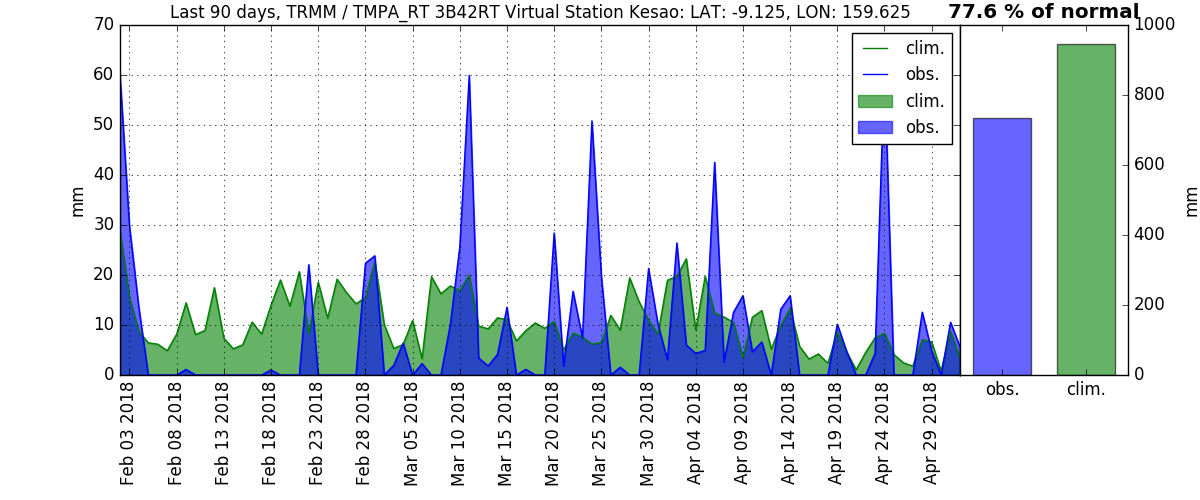 Last 90 days, TRMM / TMPA_RT 3B42RT Virtual Station Kesao: LAT: -9.125, LON: 159.625
77.6 % of normal
70
60
50
40
30
20
10
0
mm
clim.
obs.
clim.
obs.
1000
800
600
400
200
0
mm
Feb 03 2018
Feb 08 2018
Feb 13 2018
Feb 18 2018
Feb 23 2018
Feb 28 2018
Mar 05 2018
Mar 10 2018
Mar 15 2018
Mar 20 2018
Mar 25 2018
Mar 30 2018
Apr 04 2018
Apr 09 2018
Apr 14 2018
Apr 19 2018
Apr 24 2018
Apr 29 2018
obs.
clim.